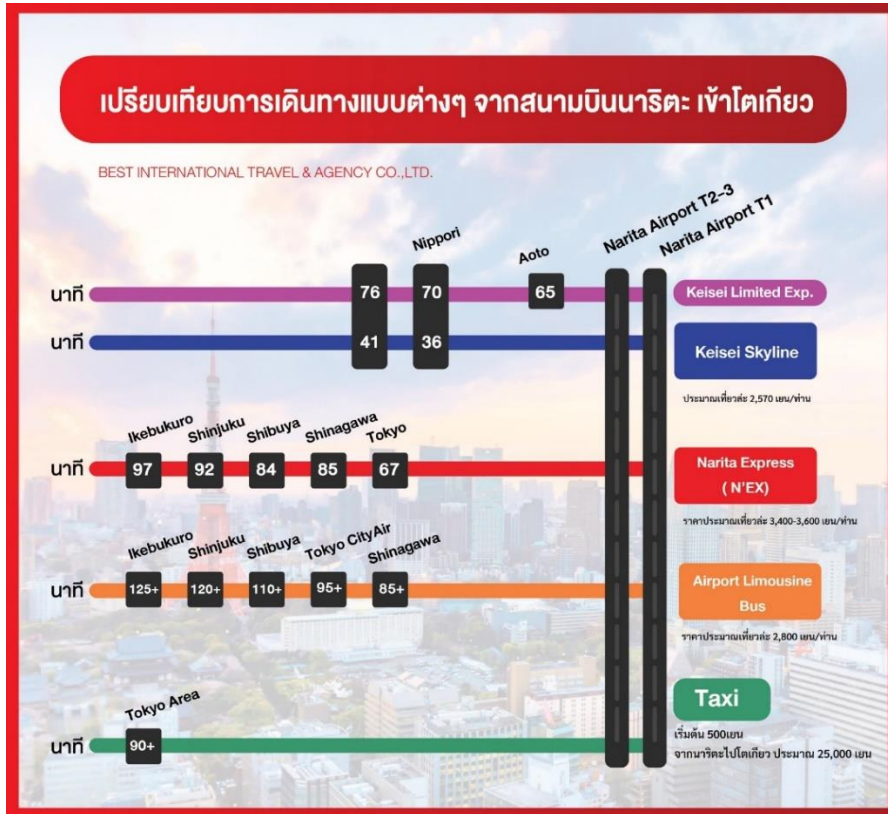 เปรียบเทียบการเดินทางแบบต่างๆ จากสนามบินนาริตะ เข้าโตเกียว
BEST INTERNATIONAL TRAVEL & AGENCY CO.,LTD.
Nippori
Aoto
Narita Airport T2-3
Narita Airport T1
นาที 76 70 65 Keisei Limited Exp.
นาที 41 36 Keisei Skyline
ประมาณเที่ยวล่ะ 2,570 เยน/ท่าน
Ikebukuro Shinjuku Shibuya Shinagawa Tokyo
นาที 97 92 84 85 67 Narita Express
( N'EX)
ราคาประมาณเที่ยวล่ะ 3,400-3,600 เยน/ท่าน
Ikebukuro Shinjuku Shibuya Tokyo CityAir Shinagawa
นาที 125+ 120+ 110+ 95+ 85+ Airport Limousine
Bus
ราคาประมาณเที่ยวล่ะ 2,800 เยน/ท่าน
Tokyo Area
Taxi
นาที 90+
เริ่มต้น 500เยน
จากนาริตะไปโตเกียว ประมาณ 25,000 เยน